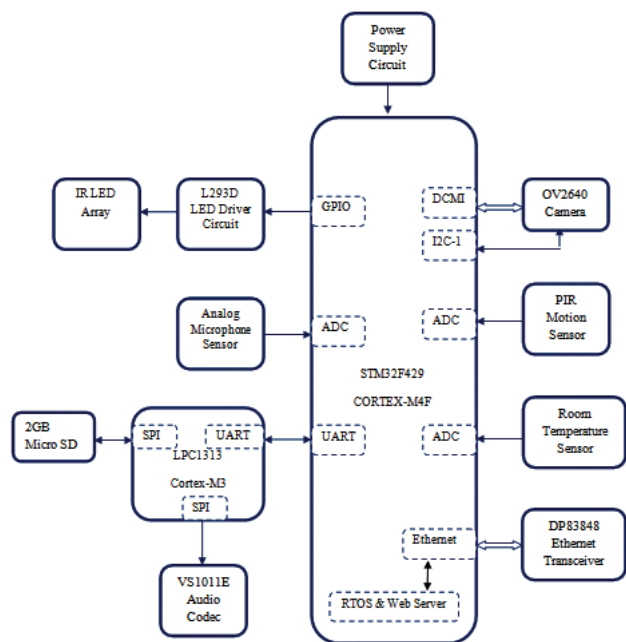 Power
Supply
Circuit
IR LED
Array
L293D
LED Driver
Circuit
GPIO
DCMI
OV2640
Camera
I2C-1
Analog
Microphone
Sensor
ADC
ADC
PIR
Motion
Sensor
STM32F429
CORTEX-M4F
2GB
Micro SD
SPI
UART
LPC1313
Cortex-M3
SPI
UART
ADC
Room
Temperature
Sensor
VS1011E
Audio
Codec
Ethernet
DP83848
Ethernet
Transceiver
RTOS & Web Server